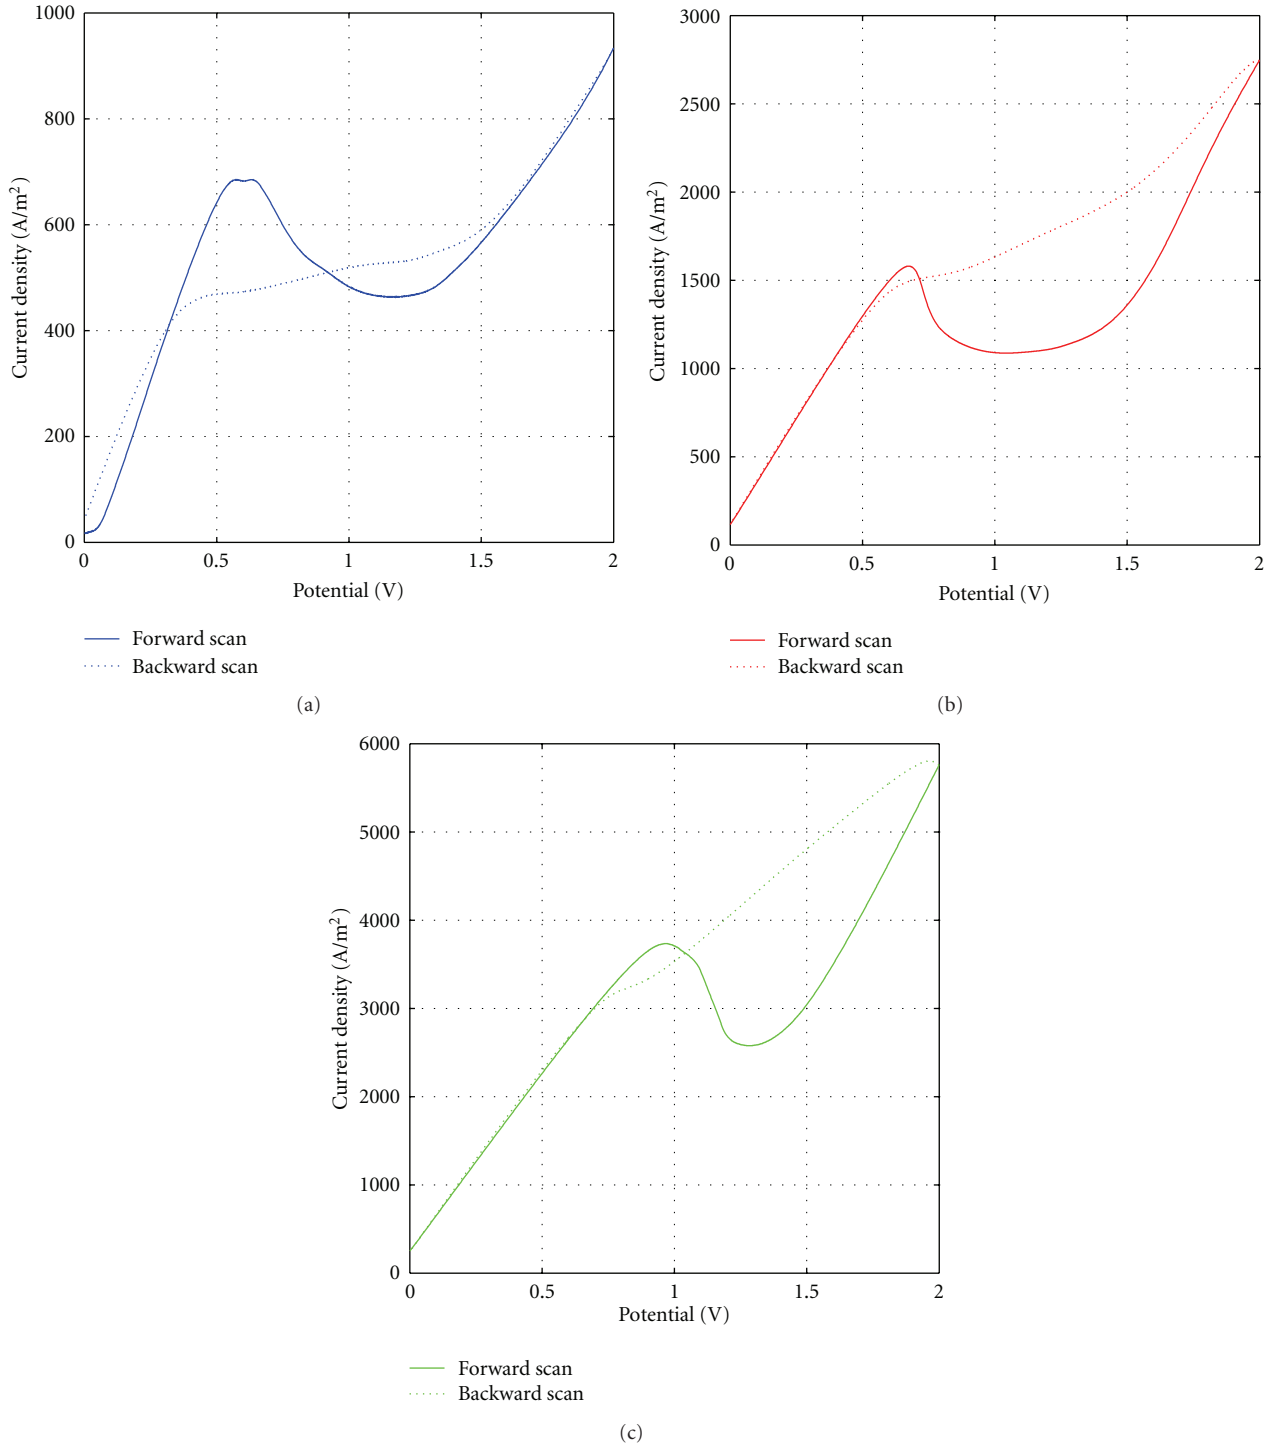 1000
800
600
400
200
0
Current density (A/m²)
0 0.5 1 1.5 2
Potential (V)
Forward scan
Backward scan
(a)
3000
2500
2000
1500
1000
500
0
Current density (A/m²)
0 0.5 1 1.5 2
Potential (V)
Forward scan
Backward scan
(b)
6000
5000
4000
3000
2000
1000
0
Current density (A/m²)
0 0.5 1 1.5 2
Potential (V)
Forward scan
Backward scan
(c)